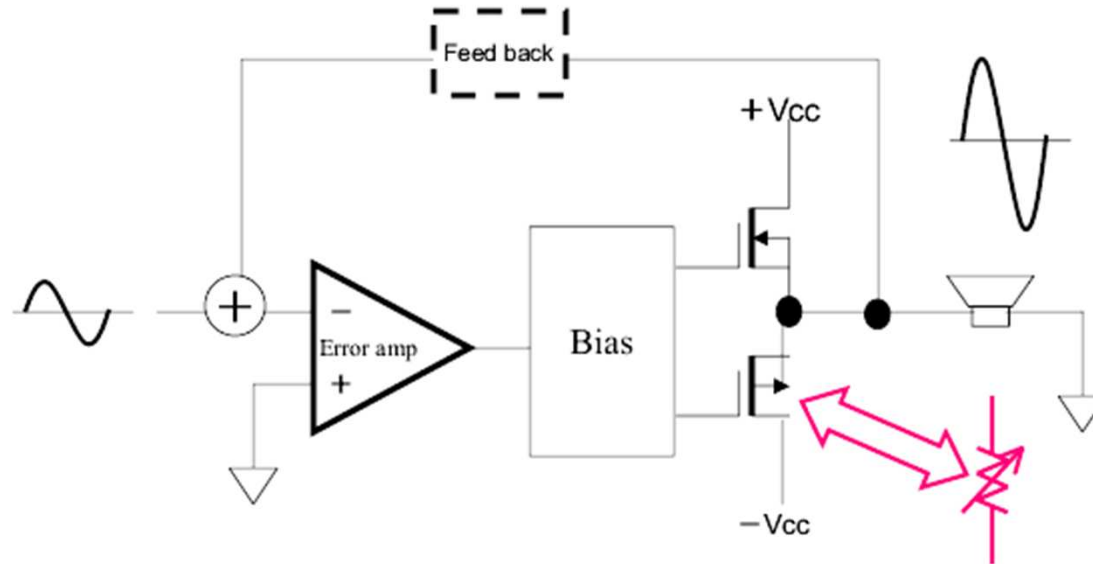 Feed back
+Vcc
+
−
Error amp
+
Bias
−Vcc